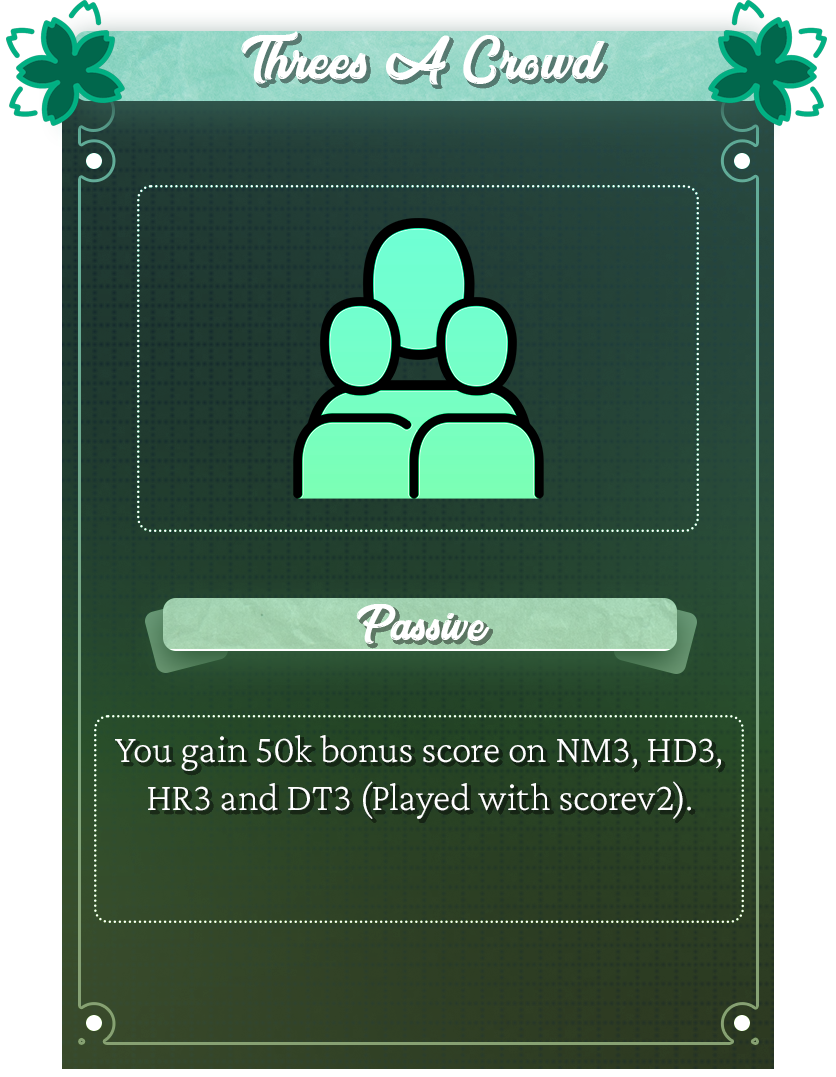 Threes A Crowd
Passive
You gain 50k bonus score on NM3, HD3,
HR3 and DT3 (Played with scorev2).